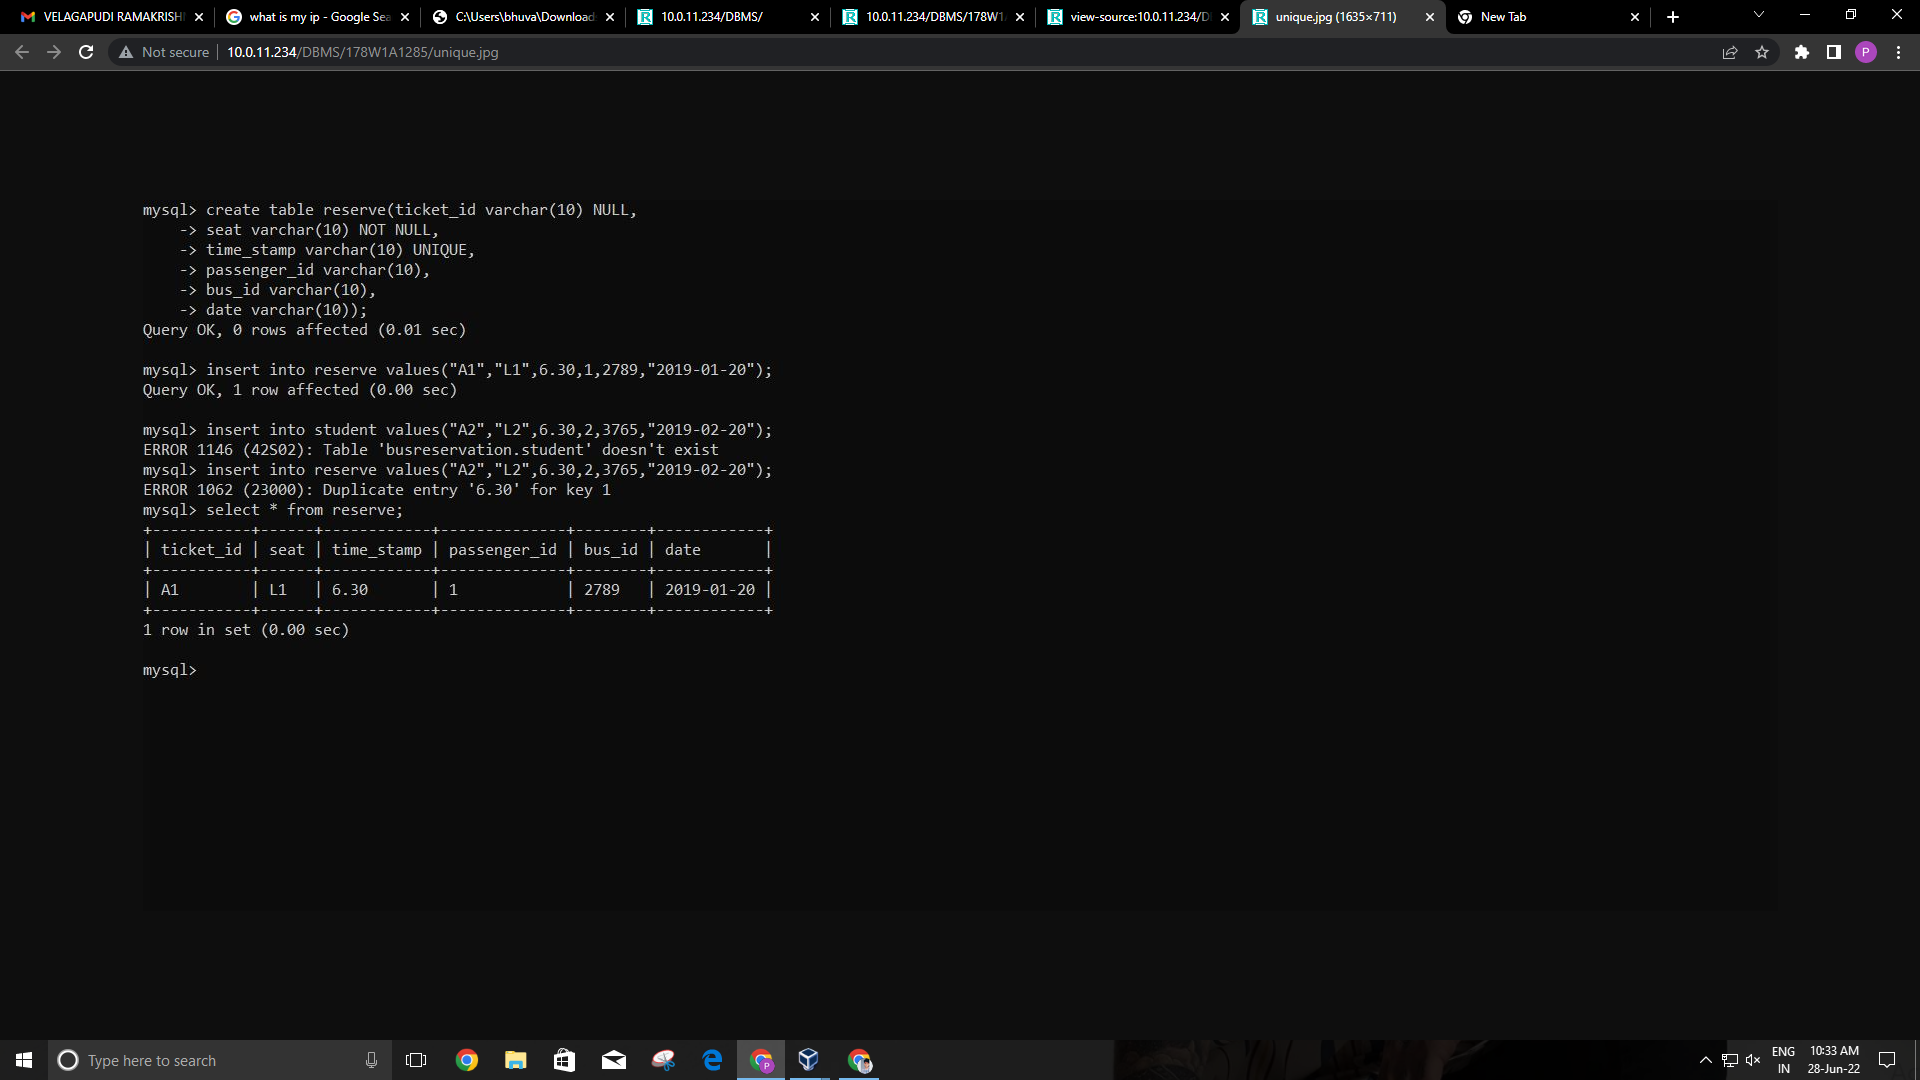 VELAGAPUDI RAMAKRISH
what is my ip - Google Sea
C:\Users\bhuva\Download
10.0.11.234/DBMS/
10.0.11.234/DBMS/178W1
view-source:10.0.11.234/D
unique.jpg (1635×711)
New Tab
Not secure
10.0.11.234/DBMS/178W1A1285/unique.jpg
P
mysql> create table reserve(ticket_id varchar(10) NULL,
-> seat varchar(10) NOT NULL,
-> time_stamp varchar(10) UNIQUE,
-> passenger_id varchar(10),
-> bus_id varchar(10),
-> date varchar(10));
Query OK, 0 rows affected (0.01 sec)
mysql> insert into reserve values("A1","L1",6.30,1,2789,"2019-01-20");
Query OK, 1 row affected (0.00 sec)
mysql> insert into student values("A2","L2",6.30,2,3765,"2019-02-20");
ERROR 1146 (42S02): Table 'busreservation.student' doesn't exist
mysql> insert into reserve values("A2","L2",6.30,2,3765,"2019-02-20");
ERROR 1062 (23000): Duplicate entry '6.30' for key 1
mysql> select * from reserve;
+-----------+------+------------+--------------+--------+------------+
| ticket_id | seat | time_stamp | passenger_id | bus_id | date       |
+-----------+------+------------+--------------+--------+------------+
| A1        | L1   | 6.30       | 1            | 2789   | 2019-01-20 |
+-----------+------+------------+--------------+--------+------------+
1 row in set (0.00 sec)
mysql>
Type here to search
P
ENG
IN
10:33 AM
28-Jun-22